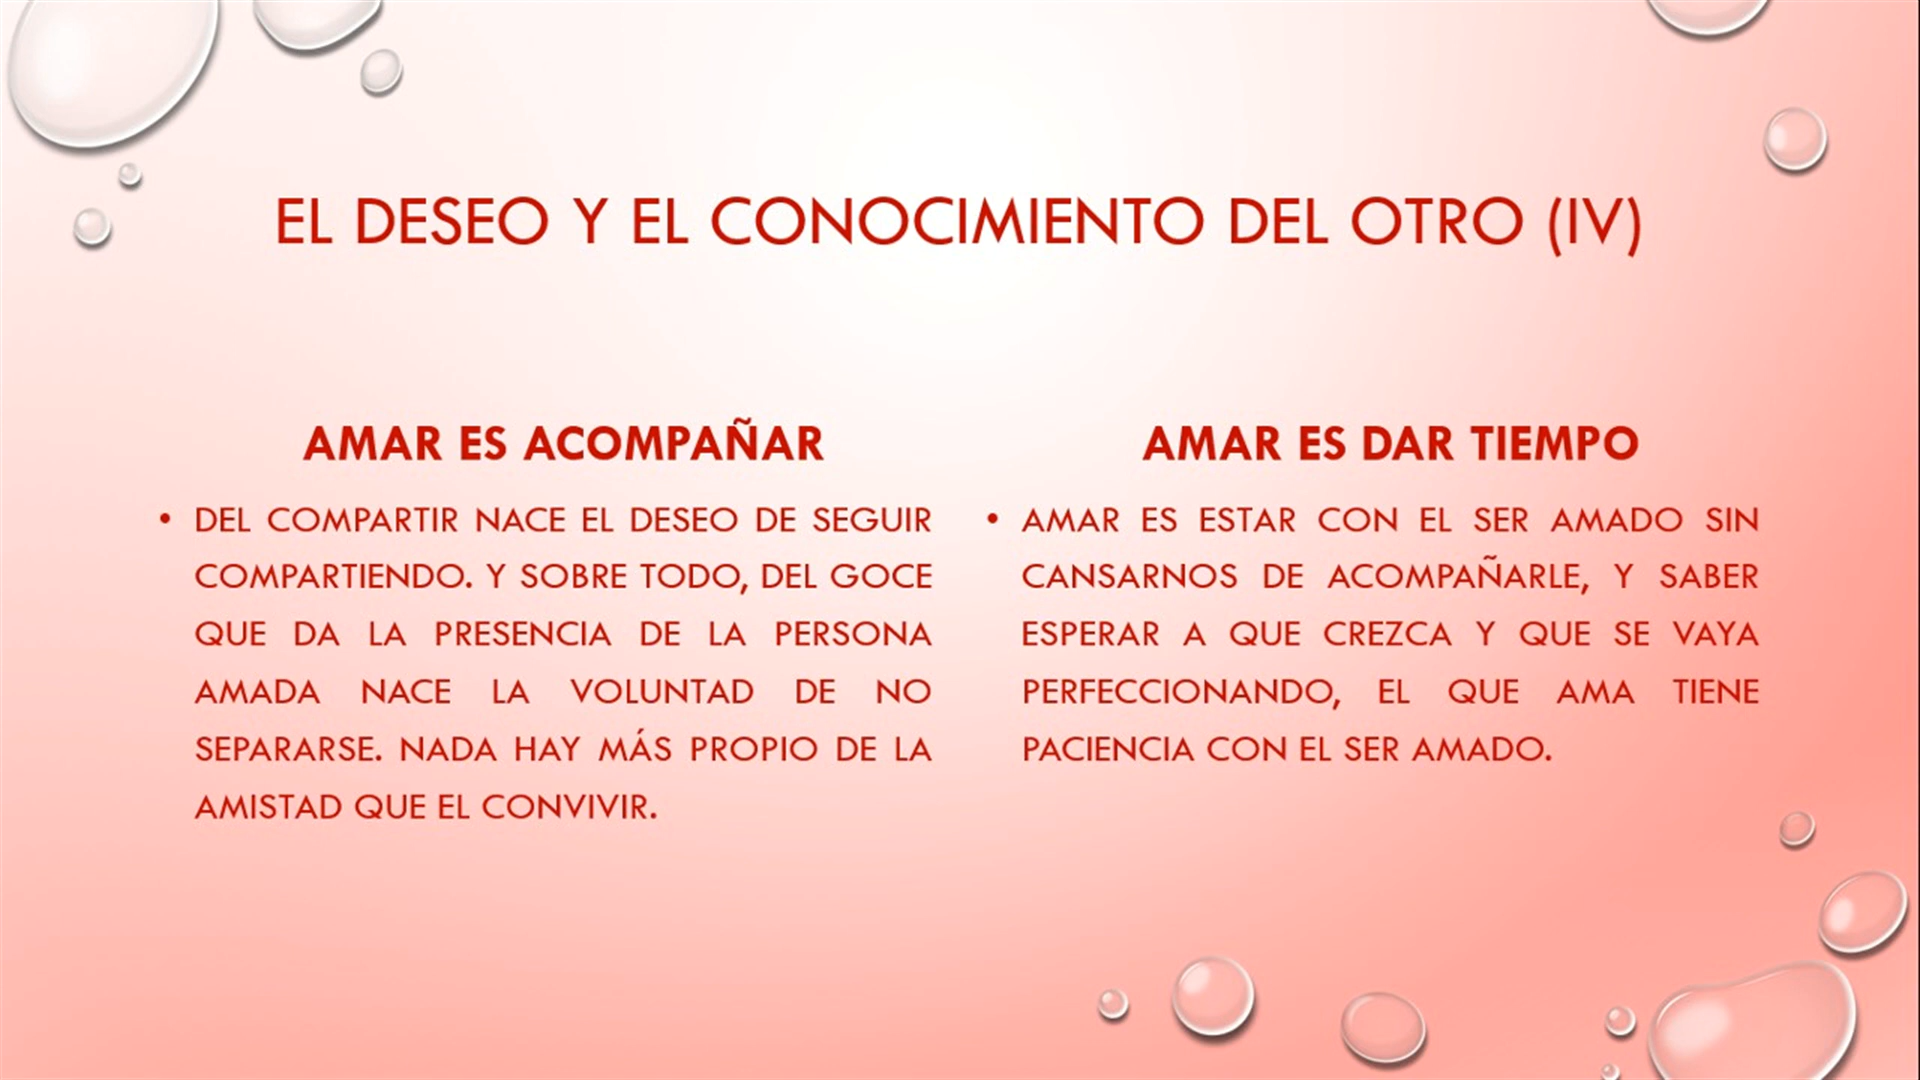 EL DESEO Y EL CONOCIMIENTO DEL OTRO (IV)
AMAR ES ACOMPAÑAR
• DEL COMPARTIR NACE EL DESEO DE SEGUIR
COMPARTIENDO. Y SOBRE TODO, DEL GOCE
QUE DA LA PRESENCIA DE LA PERSONA
AMADA NACE LA VOLUNTAD DE NO
SEPARARSE. NADA HAY MÁS PROPIO DE LA
AMISTAD QUE EL CONVIVIR.
AMAR ES DAR TIEMPO
• AMAR ES ESTAR CON EL SER AMADO SIN
CANSARNOS DE ACOMPAÑARLE, Y SABER
ESPERAR A QUE CREZCA Y QUE SE VAYA
PERFECCIONANDO, EL QUE AMA TIENE
PACIENCIA CON EL SER AMADO.